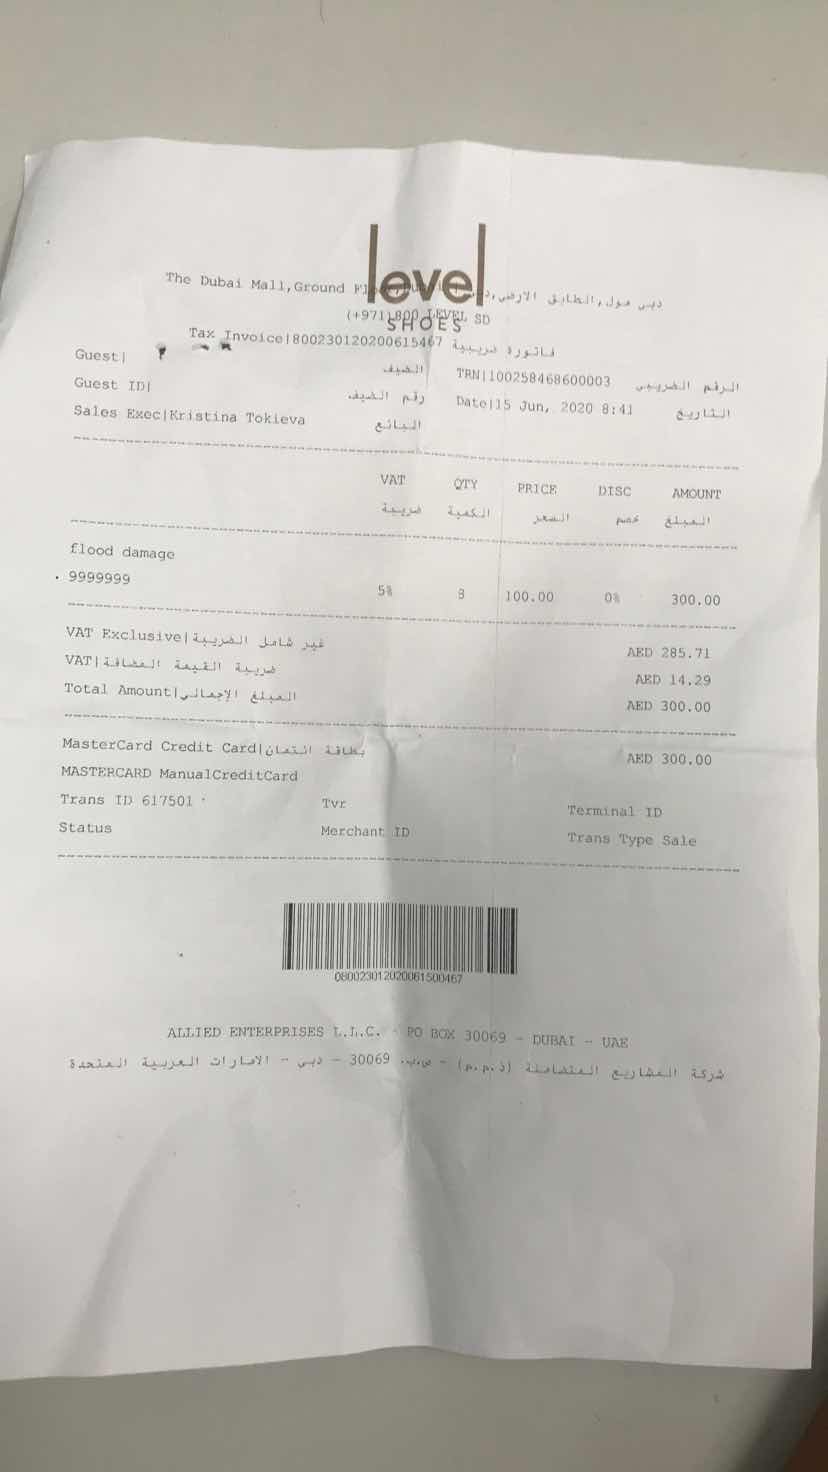 level
SHOES
The Dubai Mall, Ground دبي مول, الطابق الارضي,
(+971) 800 LEVEL SD
Tax Invoice|800230120200615467 فاتورة ضريبية
Guest| الضيف TRN|100258468600003 الرقم الضريبي
Guest ID| رقم الضيف Date|15 Jun, 2020 8:41 التاريخ
Sales Exec|Kristina Tokieva البائع
VAT QTY PRICE DISC AMOUNT
ضريبة الكمية السعر خصم المبلغ
flood damage
9999999
5% 100.00 0% 300.00
VAT Exclusive|غير شامل الضريبة AED 285.71
VAT|ضريبة القيمة المضافة AED 14.29
Total Amount|المبلغ الإجمالي AED 300.00
MasterCard Credit Card|بطاقة ائتمان AED 300.00
MASTERCARD ManualCreditCard
Trans ID 617501 Tvr Terminal ID
Status Merchant ID Trans Type Sale
080023012020061500467
ALLIED ENTERPRISES L.L.C. - PO BOX 30069 - DUBAI - UAE
شركة المشاريع المتضامنة (ذ.م.م) - ص.ب. 30069 - دبي - الامارات العربية المتحدة